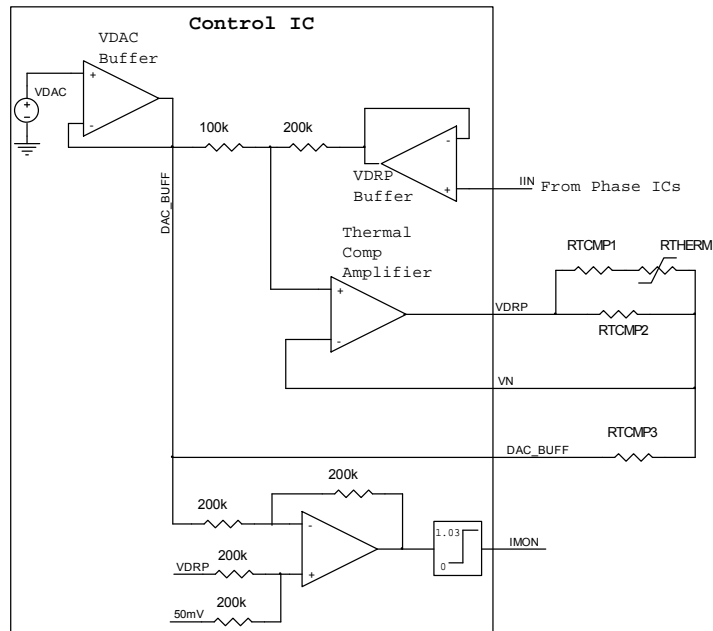 Control IC
VDAC
Buffer
VDAC
+
-
+
-
100k
200k
-
+
VDRP
Buffer
IIN
From Phase ICs
DAC_BUFF
Thermal
Comp
Amplifier
+
-
RTCMP1
RTHERM
VDRP
RTCMP2
VN
RTCMP3
DAC_BUFF
200k
200k
-
+
1.03
0
IMON
VDRP
200k
50mV
200k